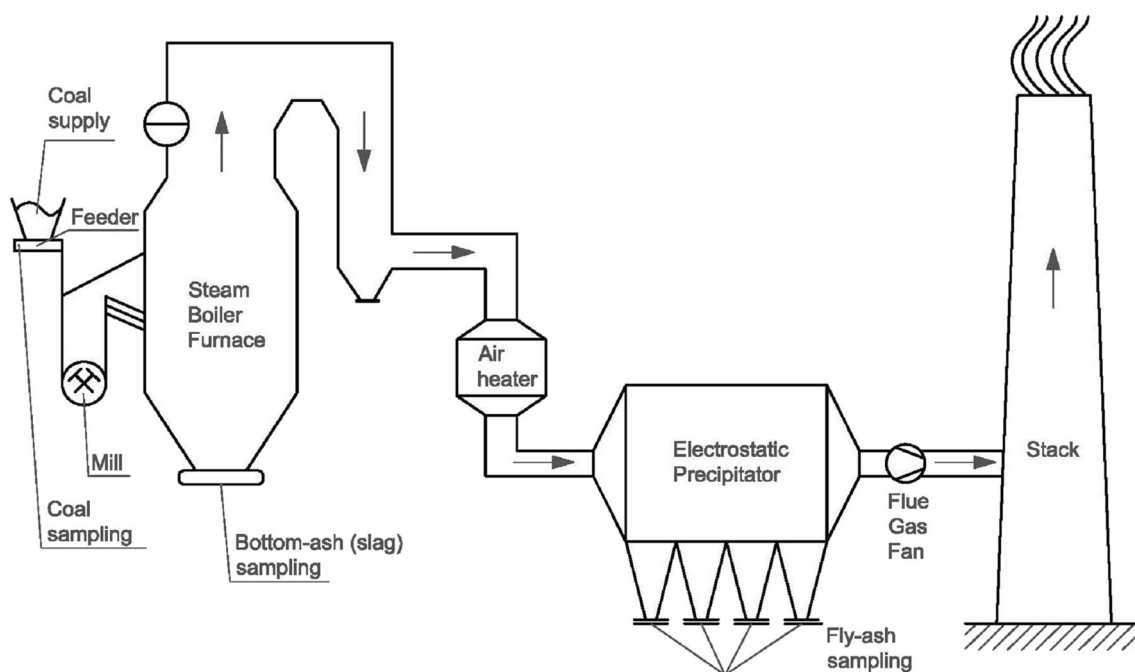 Coal
supply
Feeder
Steam
Boiler
Furnace
Air
heater
Mill
Coal
sampling
Bottom-ash (slag)
sampling
Electrostatic
Precipitator
Flue
Gas
Fan
Stack
Fly-ash
sampling